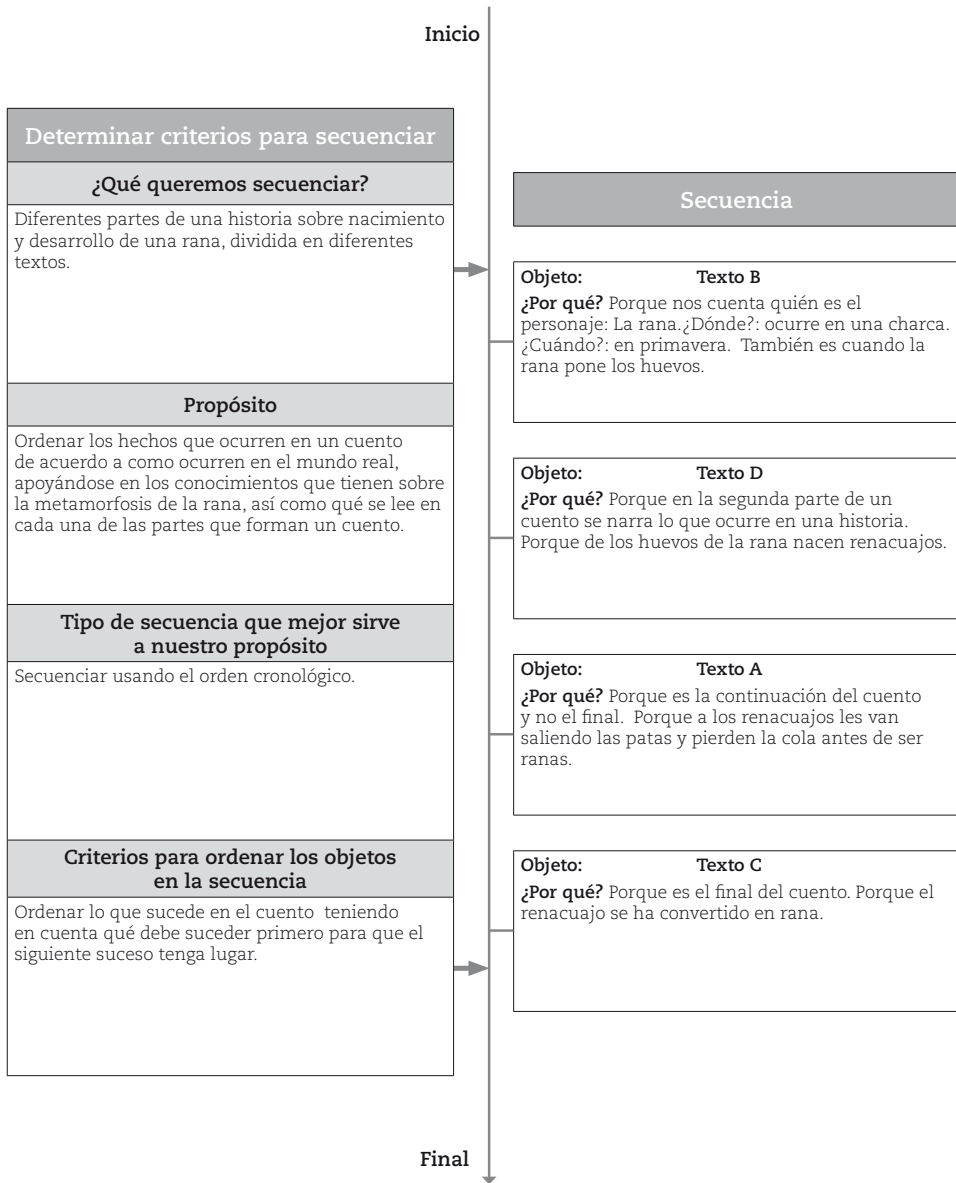 Inicio
Determinar criterios para secuenciar
¿Qué queremos secuenciar?
Diferentes partes de una historia sobre nacimiento
y desarrollo de una rana, dividida en diferentes
textos.
Propósito
Ordenar los hechos que ocurren en un cuento
de acuerdo a como ocurren en el mundo real,
apoyándose en los conocimientos que tienen sobre
la metamorfosis de la rana, así como qué se lee en
cada una de las partes que forman un cuento.
Tipo de secuencia que mejor sirve
a nuestro propósito
Secuenciar usando el orden cronológico.
Criterios para ordenar los objetos
en la secuencia
Ordenar lo que sucede en el cuento teniendo
en cuenta qué debe suceder primero para que el
siguiente suceso tenga lugar.
Secuencia
Objeto: Texto B
¿Por qué? Porque nos cuenta quién es el
personaje: La rana.¿Dónde?: ocurre en una charca.
¿Cuándo?: en primavera. También es cuando la
rana pone los huevos.
Objeto: Texto D
¿Por qué? Porque en la segunda parte de un
cuento se narra lo que ocurre en una historia.
Porque de los huevos de la rana nacen renacuajos.
Objeto: Texto A
¿Por qué? Porque es la continuación del cuento
y no el final. Porque a los renacuajos les van
saliendo las patas y pierden la cola antes de ser
ranas.
Objeto: Texto C
¿Por qué? Porque es el final del cuento. Porque el
renacuajo se ha convertido en rana.
Final